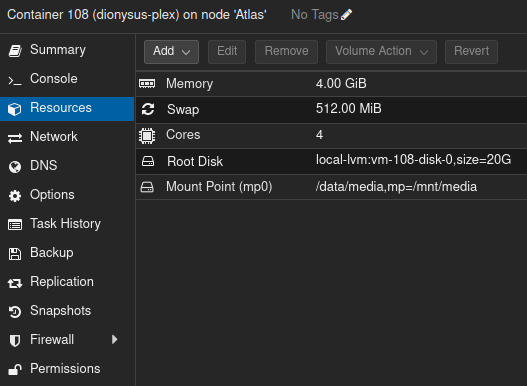 Container 108 (dionysus-plex) on node 'Atlas' No Tags
Summary
Console
Resources
Network
DNS
Options
Task History
Backup
Replication
Snapshots
Firewall
Permissions
Add Edit Remove Volume Action Revert
Memory 4.00 GiB
Swap 512.00 MiB
Cores 4
Root Disk local-lvm:vm-108-disk-0,size=20G
Mount Point (mp0) /data/media,mp=/mnt/media